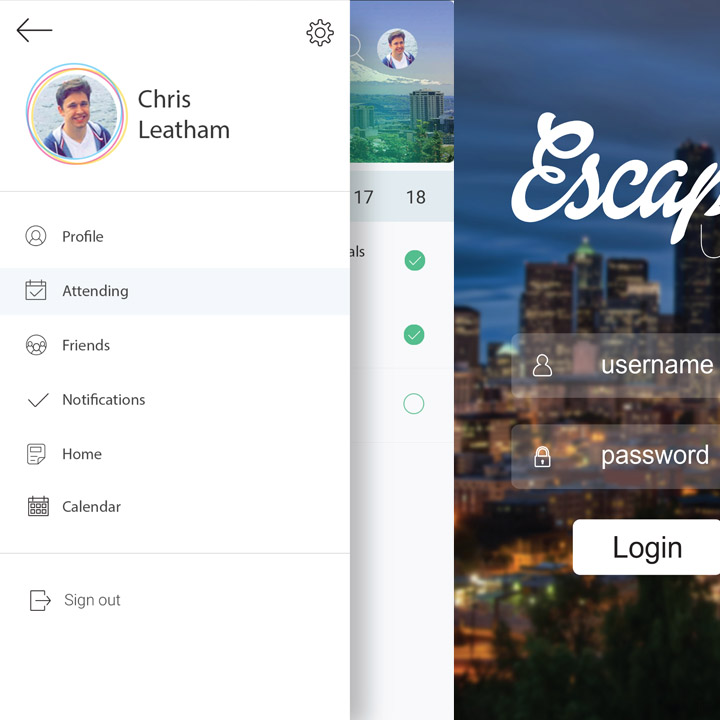 Chris
Leatham
Profile
Attending
Friends
Notifications
Home
Calendar
Sign out
17 18
als
Escap
username
password
Login